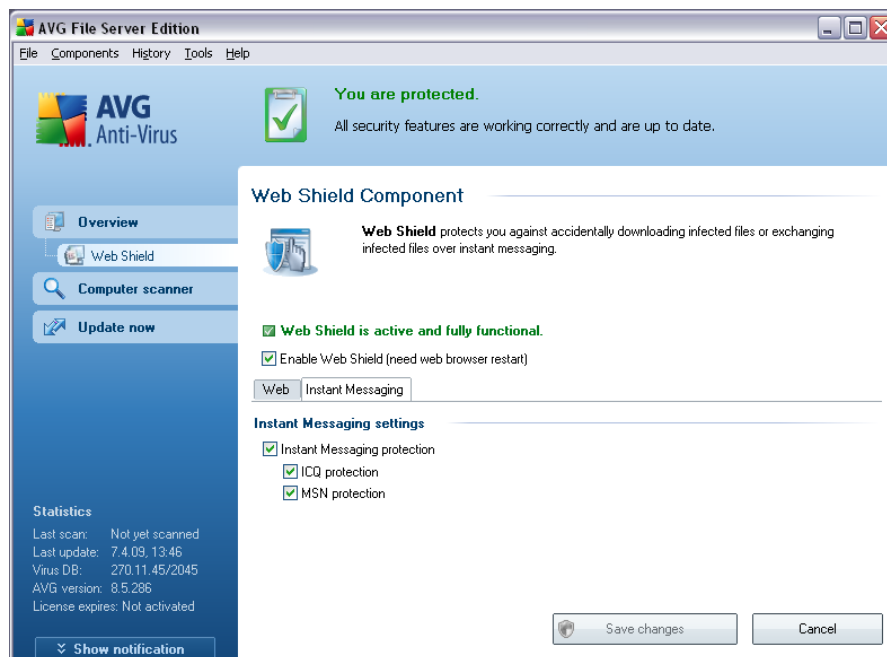 AVG File Server Edition
File Components History Tools Help
AVG
Anti-Virus
You are protected.
All security features are working correctly and are up to date.
Overview
Web Shield
Computer scanner
Update now
Web Shield Component
Web Shield protects you against accidentally downloading infected files or exchanging
infected files over instant messaging.
Web Shield is active and fully functional.
Enable Web Shield (need web browser restart)
Web Instant Messaging
Instant Messaging settings
Instant Messaging protection
ICQ protection
MSN protection
Statistics
Last scan: Not yet scanned
Last update: 7.4.09, 13:46
Virus DB: 270.11.45/2045
AVG version: 8.5.286
License expires: Not activated
Show notification
Save changes Cancel